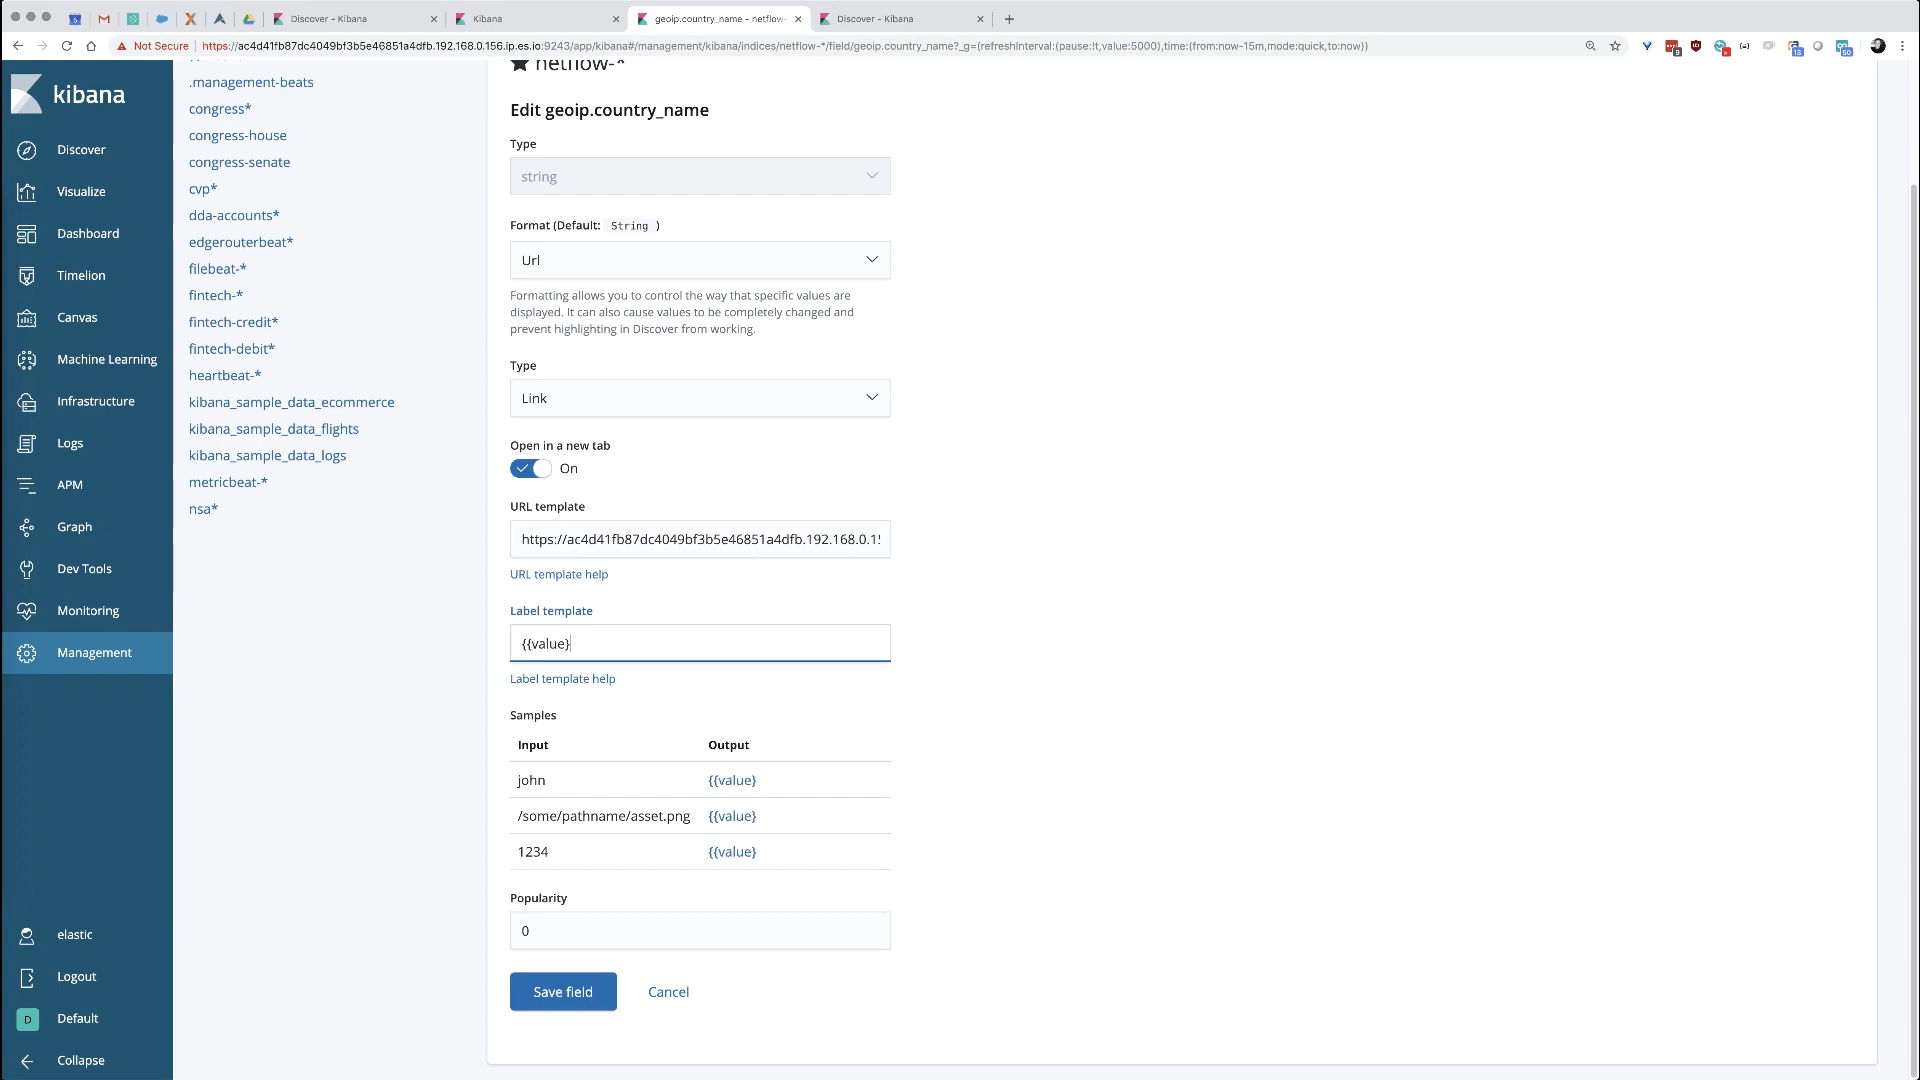 Discover - Kibana
Kibana
geoip.country_name - netflow-
Discover - Kibana
Not Secure
https://ac4d41fb87dc4049bf3b5e46851a4dfb.192.168.0.156.ip.es.io:9243/app/kibana#/management/kibana/indices/netflow-*/field/geoip.country_name?_g=(refreshInterval:(pause:!t,value:5000),time:(from:now-15m,mode:quick,to:now))
kibana
Discover
Visualize
Dashboard
Timelion
Canvas
Machine Learning
Infrastructure
Logs
APM
Graph
Dev Tools
Monitoring
Management
elastic
Logout
D
Default
Collapse
.management-beats
congress*
congress-house
congress-senate
cvp*
dda-accounts*
edgerouterbeat*
filebeat-*
fintech-*
fintech-credit*
fintech-debit*
heartbeat-*
kibana_sample_data_ecommerce
kibana_sample_data_flights
kibana_sample_data_logs
metricbeat-*
nsa*
netflow-*
Edit geoip.country_name
Type
string
Format (Default: String )
Url
Formatting allows you to control the way that specific values are
displayed. It can also cause values to be completely changed and
prevent highlighting in Discover from working.
Type
Link
Open in a new tab
On
URL template
https://ac4d41fb87dc4049bf3b5e46851a4dfb.192.168.0.1
URL template help
Label template
{{value}
Label template help
Samples
Input Output
john {{value}
/some/pathname/asset.png {{value}
1234 {{value}
Popularity
0
Save field
Cancel